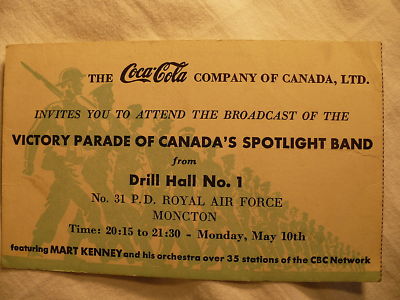 THE Coca-Cola COMPANY OF CANADA, LTD.
INVITES YOU TO ATTEND THE BROADCAST OF THE
VICTORY PARADE OF CANADA'S SPOTLIGHT BAND
from
Drill Hall No. 1
No. 31 P.D. ROYAL AIR FORCE
MONCTON
Time: 20:15 to 21:30 - Monday, May 10th
featuring MART KENNEY and his orchestra over 35 stations of the CBC Network